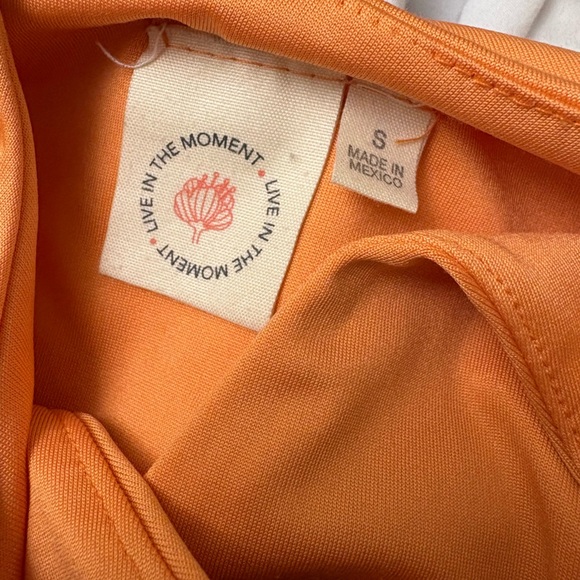 LIVE IN THE MOMENT • LIVE IN THE MOMENT •
S
MADE IN
MEXICO